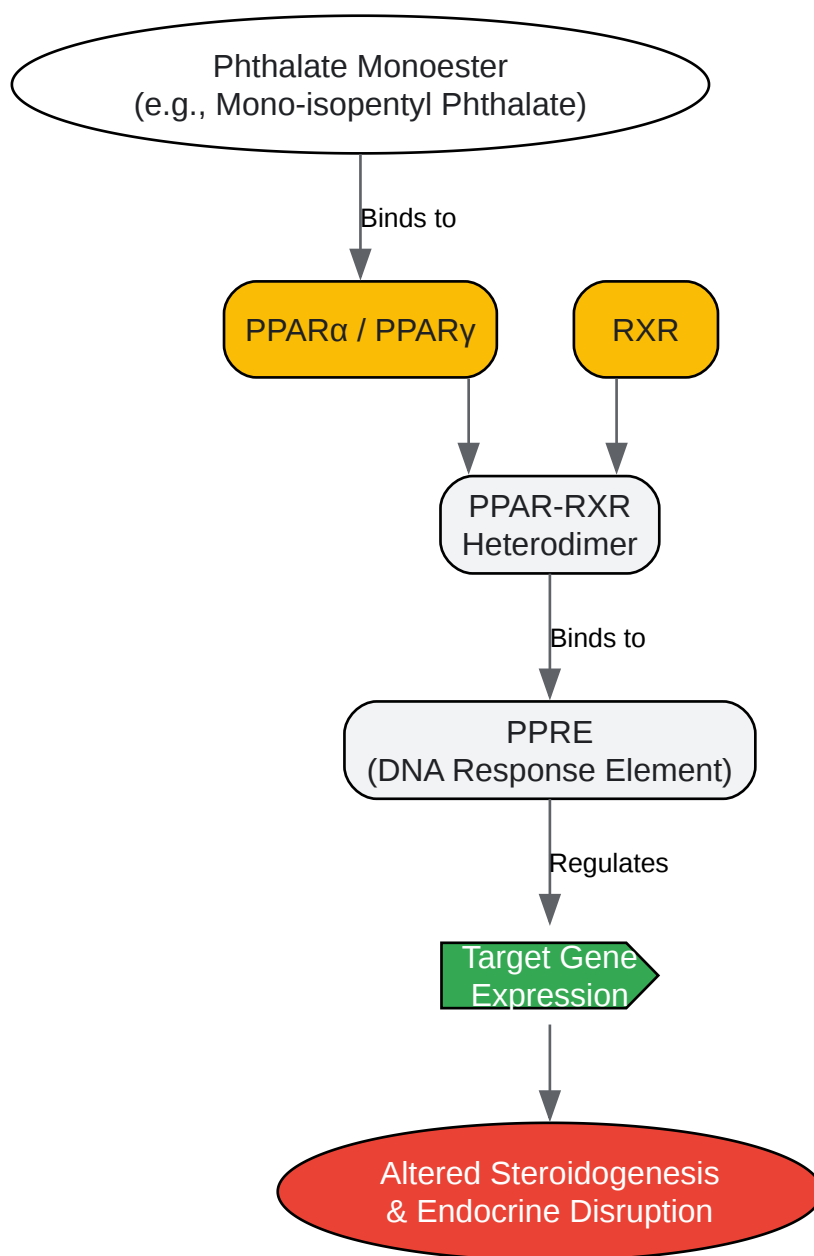 Phthalate Monoester
(e.g., Mono-isopentyl Phthalate)
Binds to
PPARα / PPARγ
RXR
PPAR-RXR
Heterodimer
Binds to
PPRE
(DNA Response Element)
Regulates
Target Gene
Expression
Altered Steroidogenesis
& Endocrine Disruption